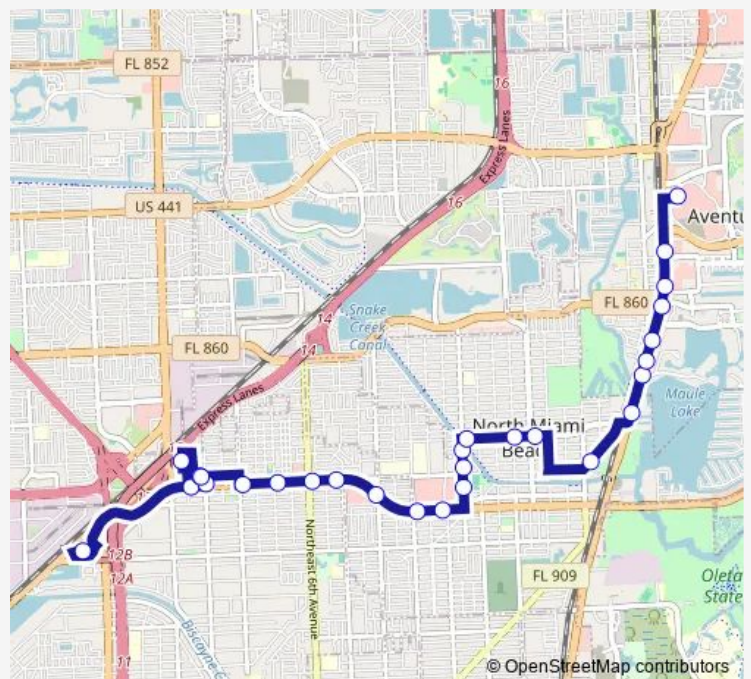 FL 852
16
Express Lanes
16
US 441
Aventu
FL 860
Snake
Creek
Canal
14
FL 860
14
Express Lanes
Maule
Lake
North Miami
Beac
12B
12A
Northeast 6th Avenue
FL 909
Oleta
State
Biscayne C
11
© OpenStreetMap contributors